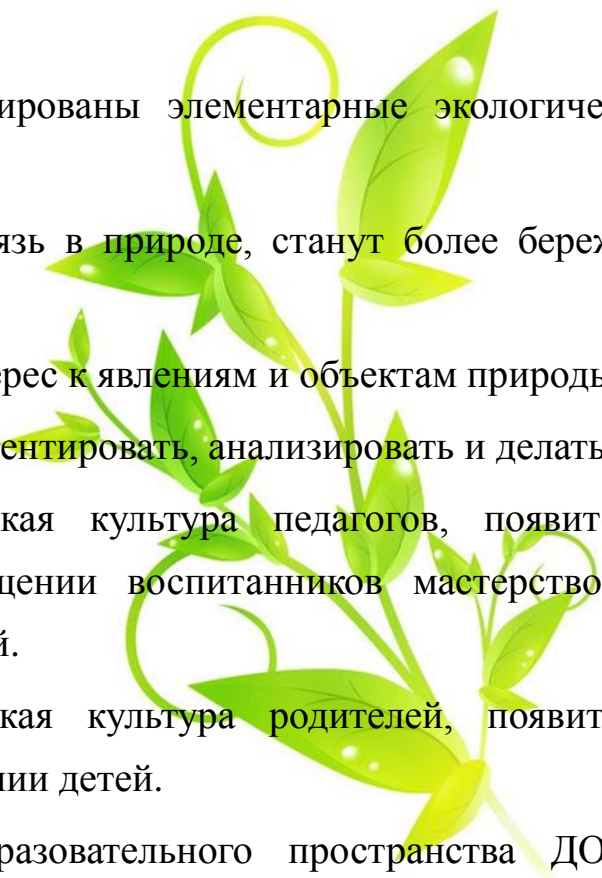 ированы элементарные экологиче
язь в природе, станут более береж
ерес к явлениям и объектам природы
ентировать, анализировать и делать
кая культура педагогов, появит
щении воспитанников мастерство
й.
кая культура родителей, появит
нии детей.
разовательного пространства ДО